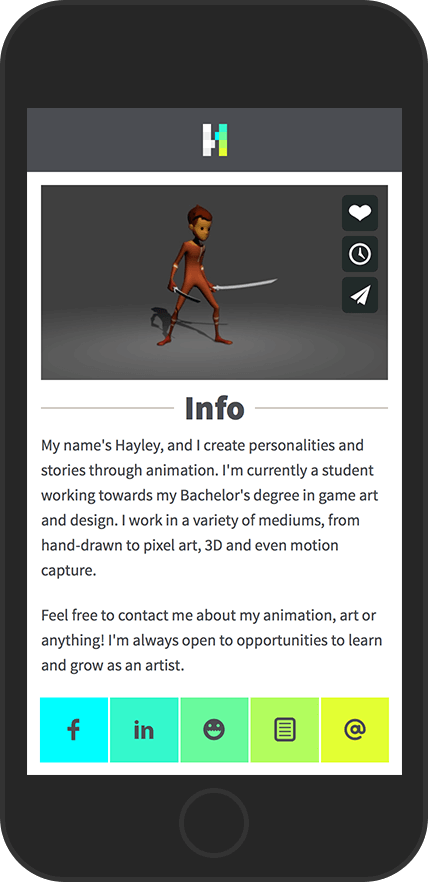 H
Info
My name's Hayley, and I create personalities and
stories through animation. I'm currently a student
working towards my Bachelor's degree in game art
and design. I work in a variety of mediums, from
hand-drawn to pixel art, 3D and even motion
capture.
Feel free to contact me about my animation, art or
anything! I'm always open to opportunities to learn
and grow as an artist.
f in @